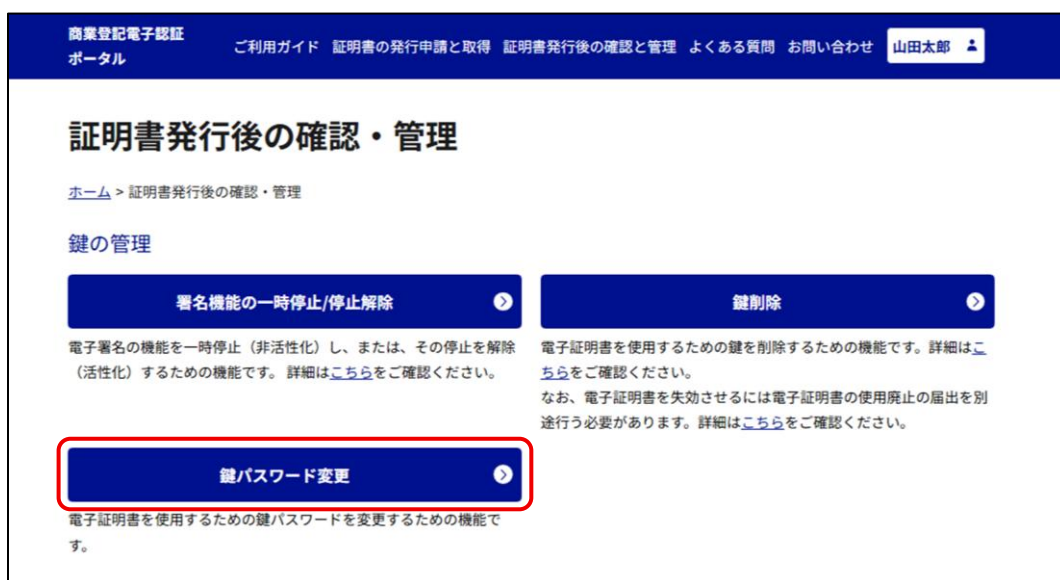 商業登記電子認証
ポータル
ご利用ガイド 証明書の発行申請と取得 証明書発行後の確認と管理 よくある質問 お問い合わせ 山田太郎
証明書発行後の確認・管理
ホーム > 証明書発行後の確認・管理
鍵の管理
署名機能の一時停止/停止解除
電子署名の機能を一時停止（非活性化）し、または、その停止を解除
（活性化）するための機能です。 詳細はこちらをご確認ください。
鍵削除
電子証明書を使用するための鍵を削除するための機能です。詳細はこ
ちらをご確認ください。
なお、電子証明書を失効させるには電子証明書の使用廃止の届出を別
途行う必要があります。詳細はこちらをご確認ください。
鍵パスワード変更
電子証明書を使用するための鍵パスワードを変更するための機能で
す。